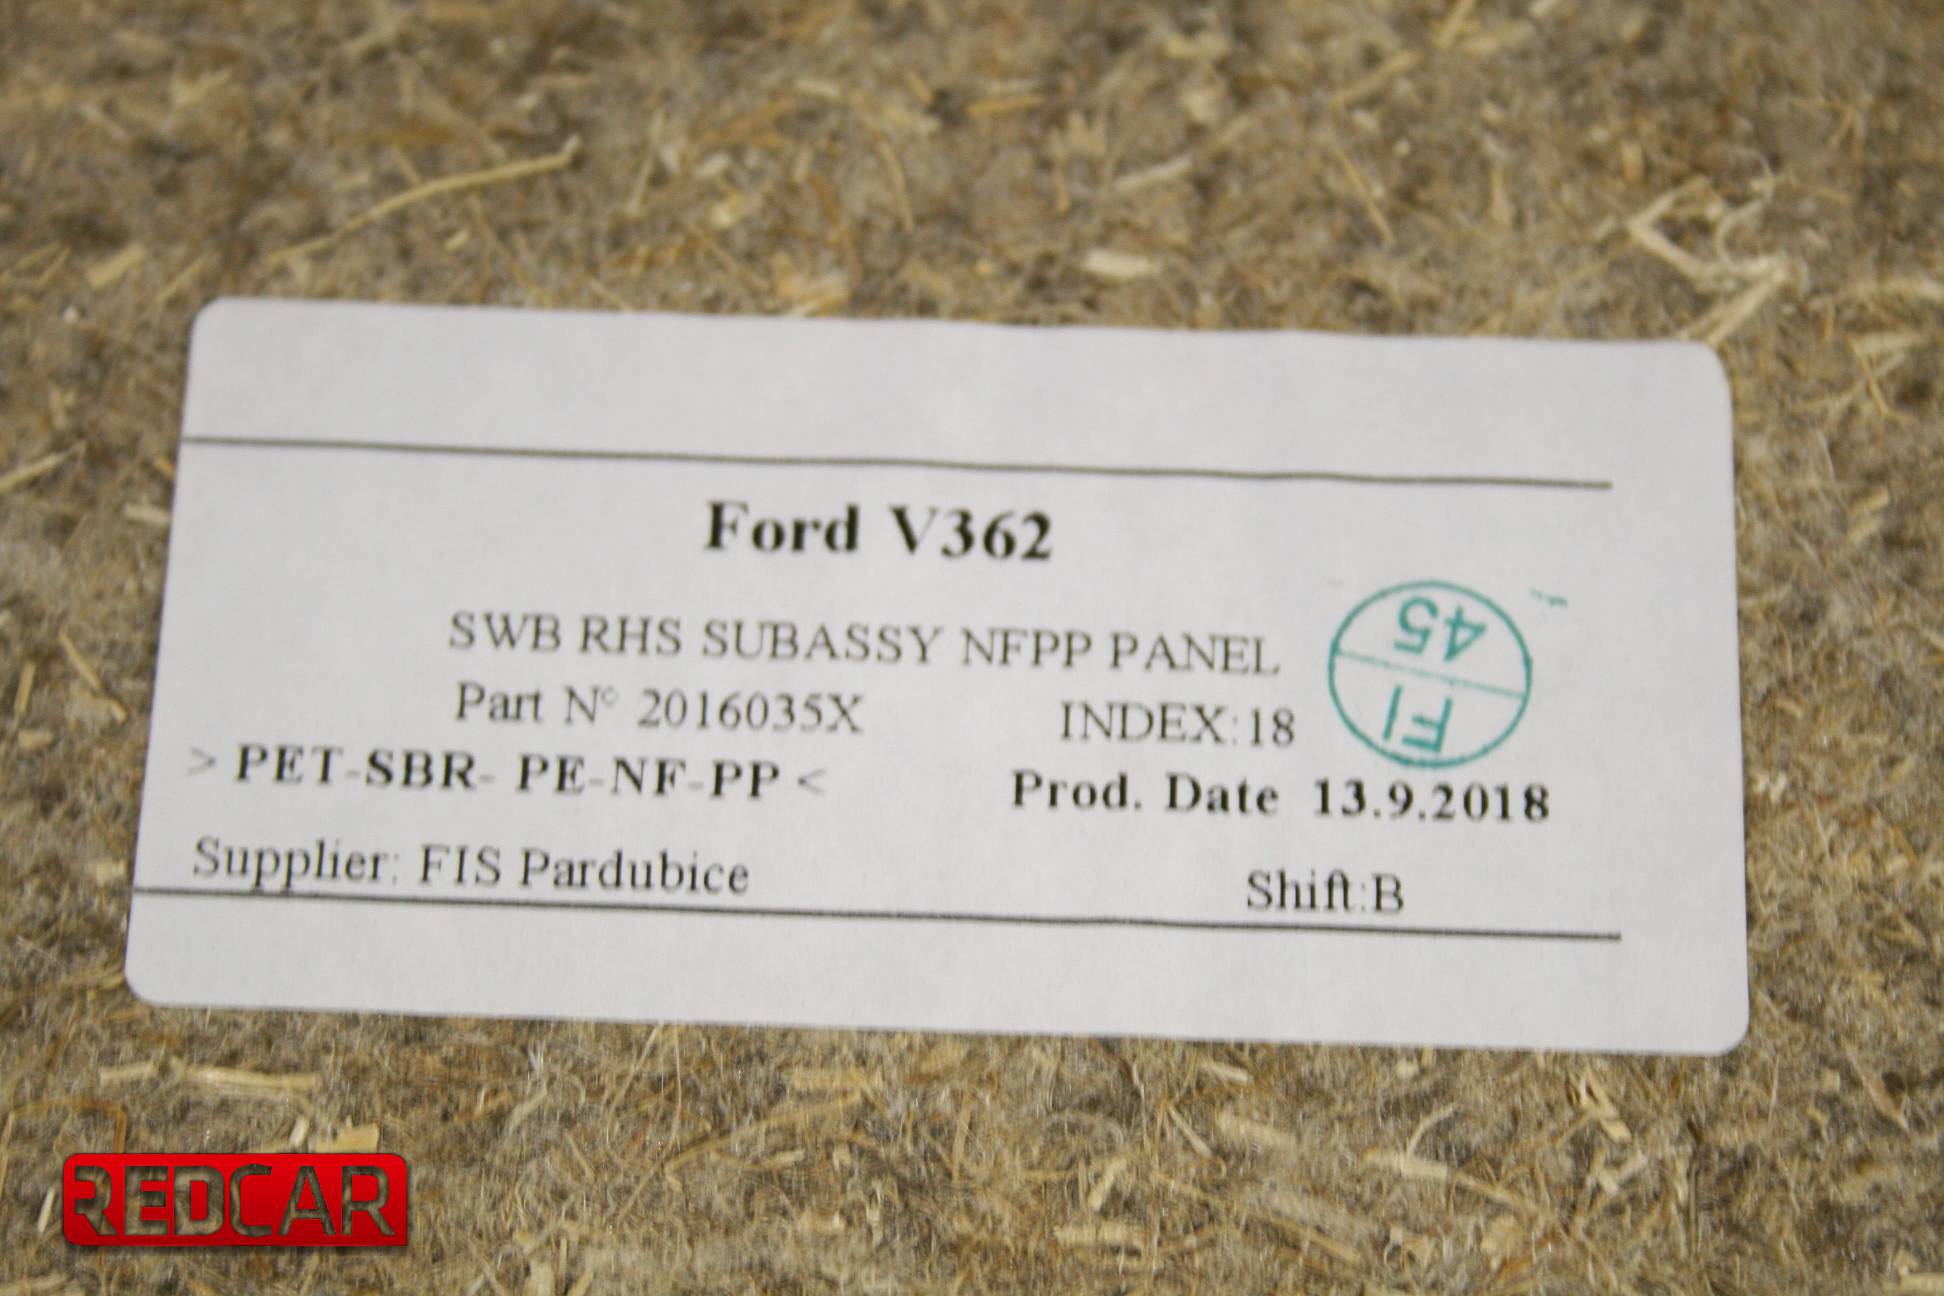 Ford V362
SWB RHS SUBASSY NFPP PANEL
Part N° 2016035X INDEX:18
> PET-SBR- PE-NF-PP < Prod. Date 13.9.2018
Supplier: FIS Pardubice Shift:B
45
FI
REDCAR